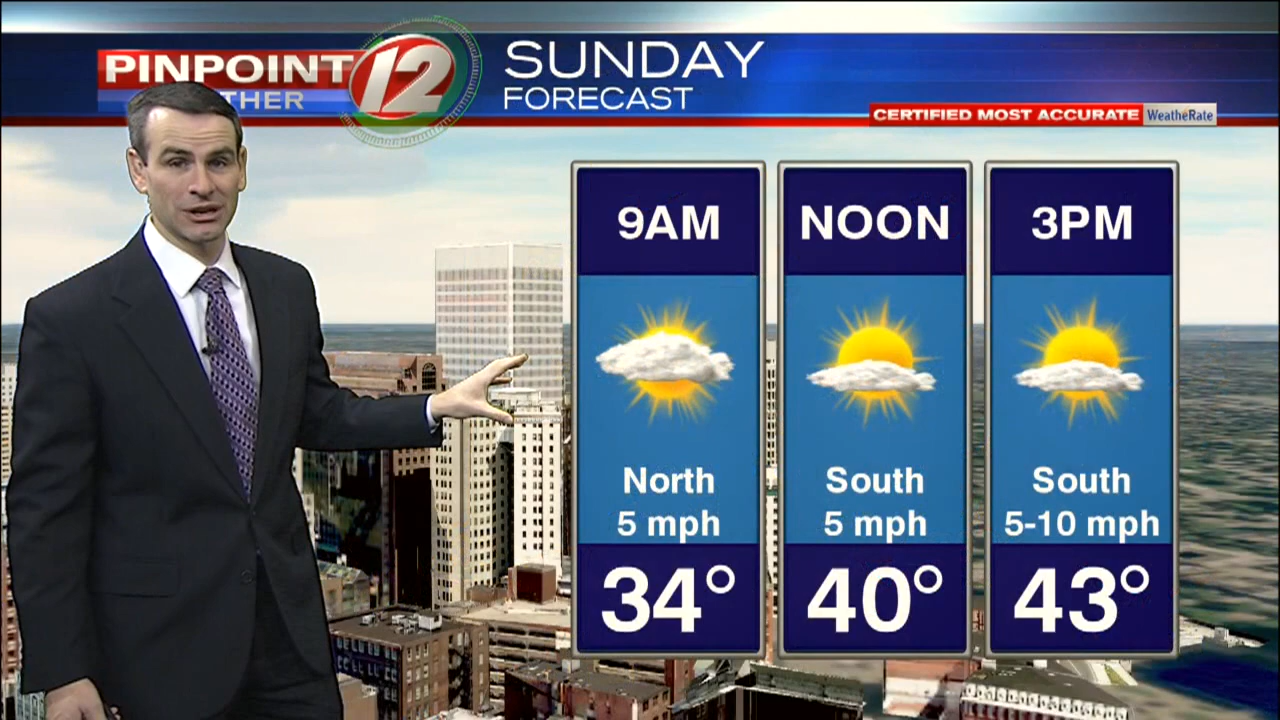 PINPOINT
THER
12
SUNDAY
FORECAST
CERTIFIED MOST ACCURATE WeatheRate
9AM
North
5 mph
34°
NOON
South
5 mph
40°
3PM
South
5-10 mph
43°